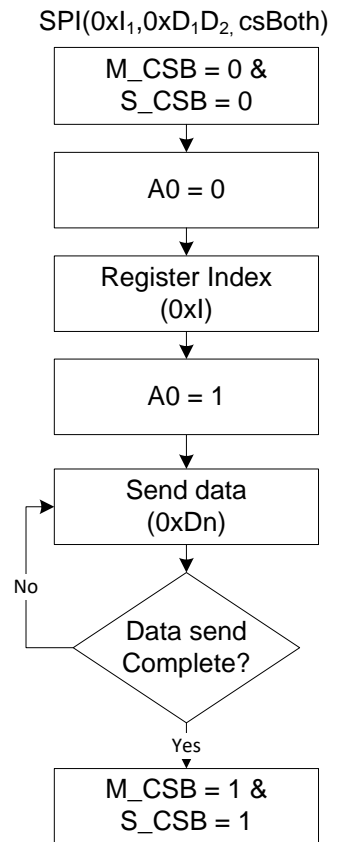 SPI(0xI₁,0xD₁D₂, csBoth)
M_CSB = 0 &
S_CSB = 0
A0 = 0
Register Index
(0xI)
A0 = 1
Send data
(0xDn)
No
Data send
Complete?
Yes
M_CSB = 1 &
S_CSB = 1